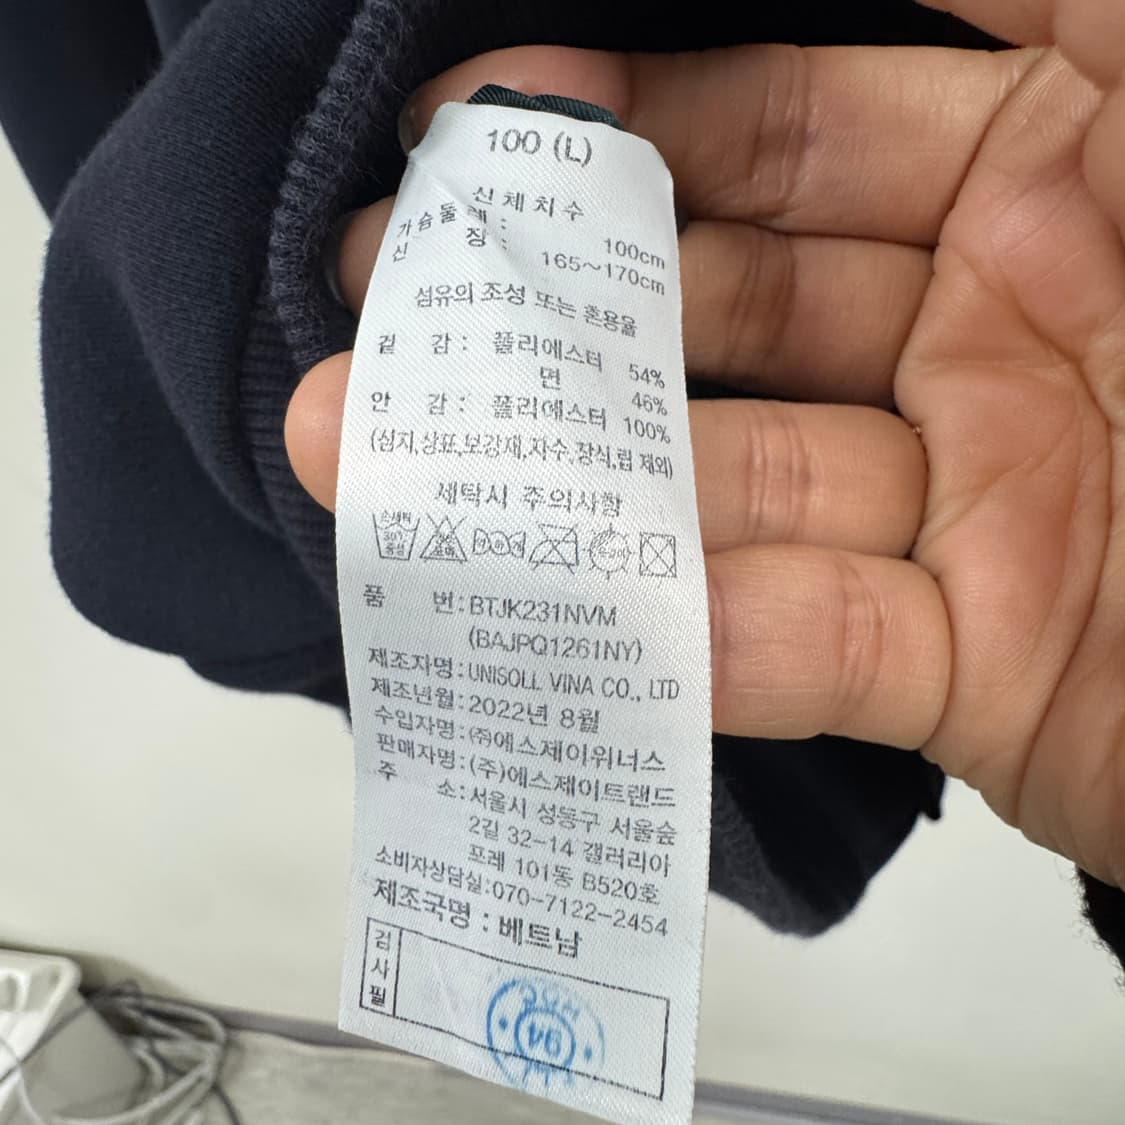 100 (L)
신체치수
가슴둘레 : 100cm
신 장 : 165~170cm
섬유의 조성 또는 혼용율
겉 감 : 폴리에스터 54%
면 46%
안 감 : 폴리에스터 100%
(심지,상표,보강재,자수,장식,립 제외)
세탁시 주의사항
손세탁
30℃
중성
품 번:BTJK231NVM
(BAJPQ1261NY)
제조자명:UNISOLL VINA CO., LTD
제조년월:2022년 8월
수입자명:㈜에스제이위너스
판매자명:(주)에스제이트랜드
주 소:서울시 성동구 서울숲
2길 32-14 갤러리아
포레 101동 B520호
소비자상담실:070-7122-2454
제조국명 : 베트남
검사필
94